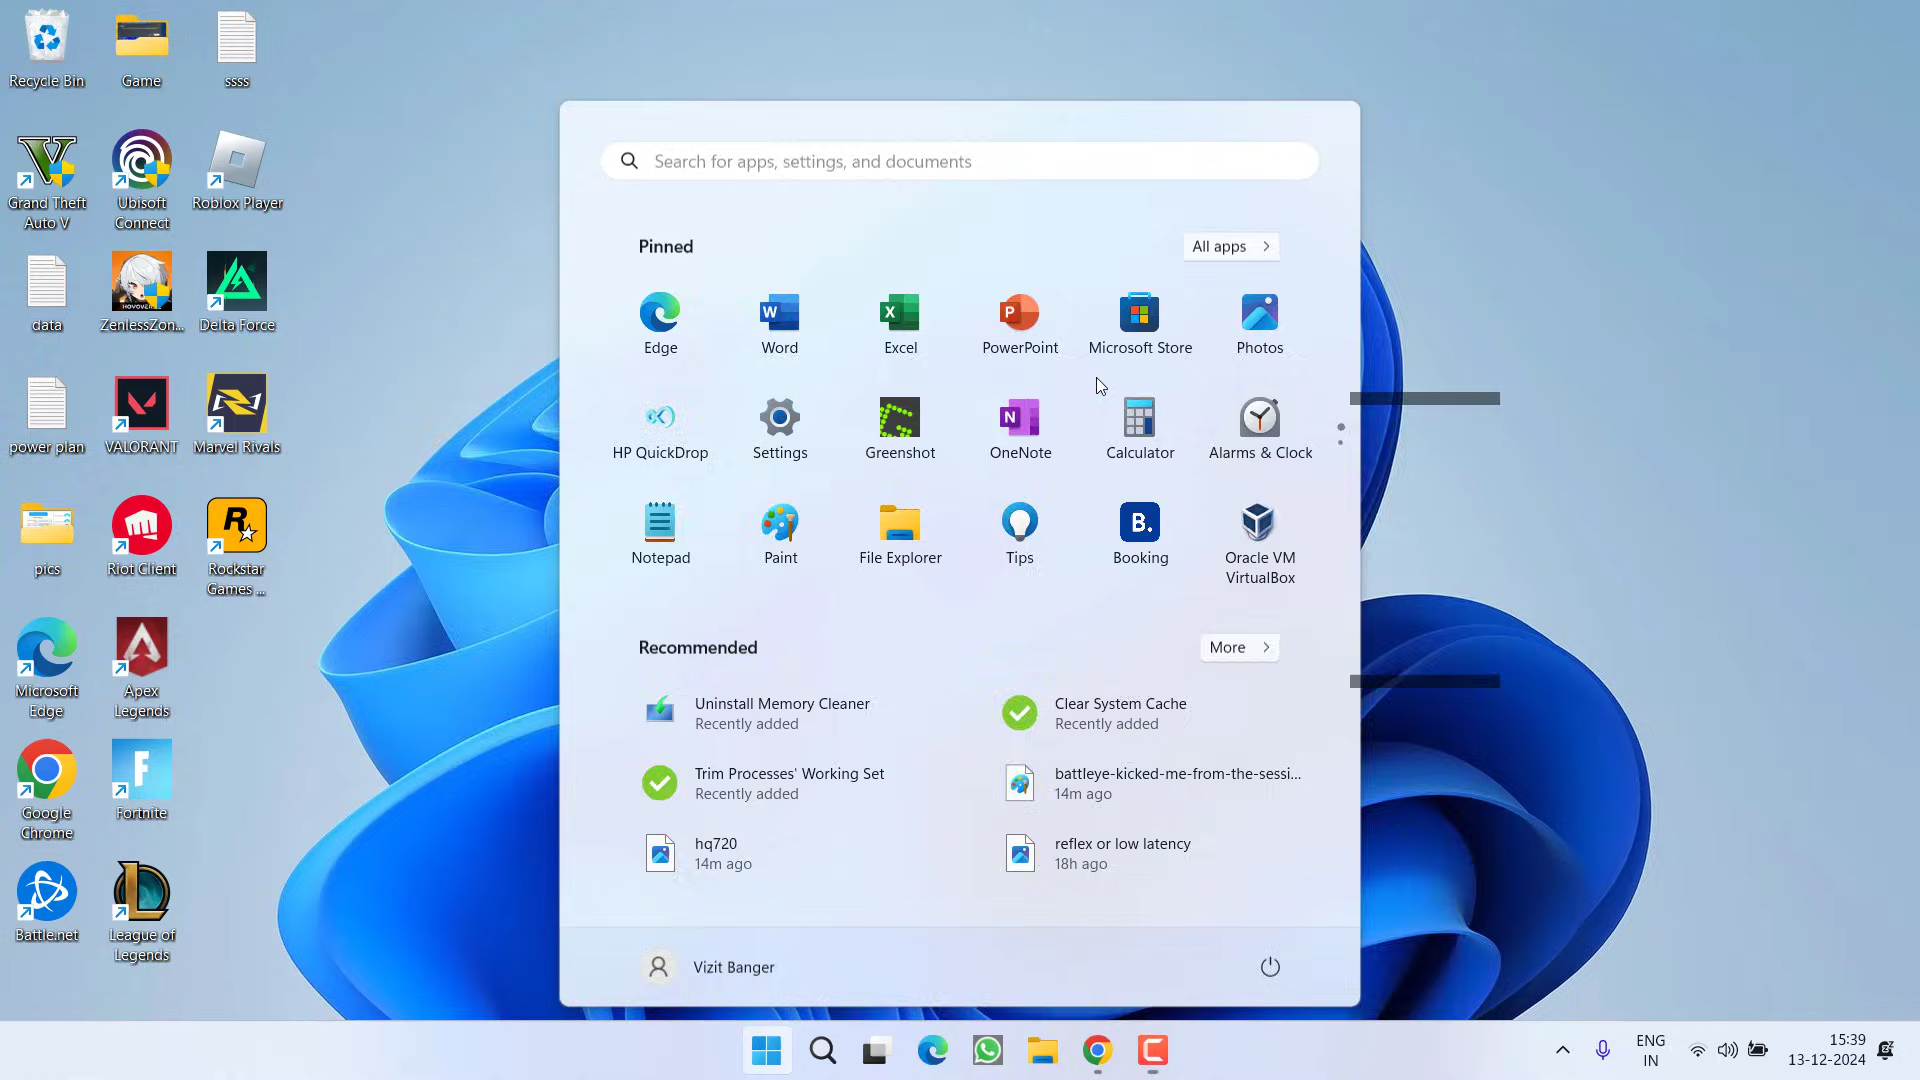 Recycle Bin
Game
ssss
Grand Theft
Auto V
Ubisoft
Connect
Roblox Player
data
ZenlessZon...
Delta Force
power plan
VALORANT
Marvel Rivals
pics
Riot Client
Rockstar
Games ...
Microsoft
Edge
Apex
Legends
Google
Chrome
Fortnite
Battle.net
League of
Legends
Search for apps, settings, and documents
Pinned
All apps
Edge
Word
Excel
PowerPoint
Microsoft Store
Photos
HP QuickDrop
Settings
Greenshot
OneNote
Calculator
Alarms & Clock
Notepad
Paint
File Explorer
Tips
Booking
Oracle VM
VirtualBox
Recommended
More
Uninstall Memory Cleaner
Recently added
Clear System Cache
Recently added
Trim Processes' Working Set
Recently added
battleye-kicked-me-from-the-sessi...
14m ago
hq720
14m ago
reflex or low latency
18h ago
Vizit Banger
ENG
IN
15:39
13-12-2024